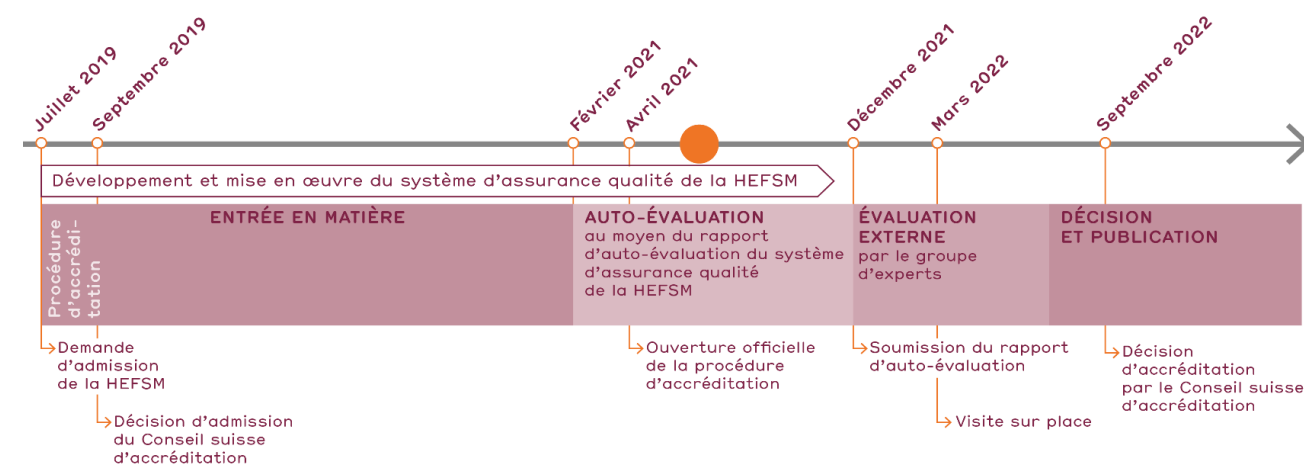 Juillet 2019
Septembre 2019
Février 2021
Avril 2021
Décembre 2021
Mars 2022
Septembre 2022
Développement et mise en œuvre du système d’assurance qualité de la HEFSM
Procédure
d’accrédi-
tation
ENTRÉE EN MATIÈRE
AUTO-ÉVALUATION
au moyen du rapport
d’auto-évaluation du système
d’assurance qualité
de la HEFSM
ÉVALUATION
EXTERNE
par le groupe
d’experts
DÉCISION
ET PUBLICATION
Demande
d’admission
de la HEFSM
Décision d’admission
du Conseil suisse
d’accréditation
Ouverture officielle
de la procédure
d’accréditation
Soumission du rapport
d’auto-évaluation
Visite sur place
Décision
d’accréditation
par le Conseil suisse
d’accréditation